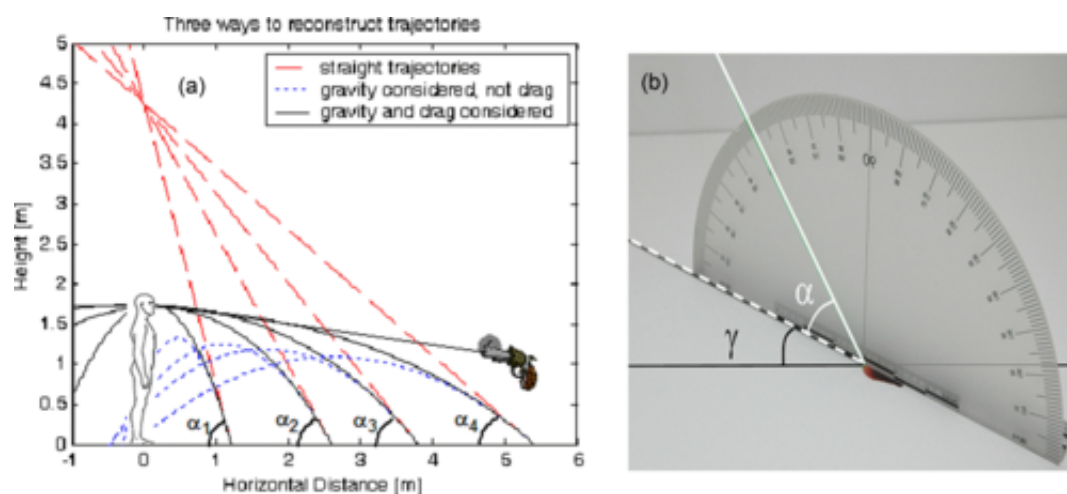 Three ways to reconstruct trajectories
(a)
straight trajectories
gravity considered, not drag
gravity and drag considered
Height [m]
5
4.5
4
3.5
3
2.5
2
1.5
1
0.5
0
α1
α2
α3
α4
-1 0 1 2 3 4 5 6
Horizontal Distance [m]
(b)
α
γ